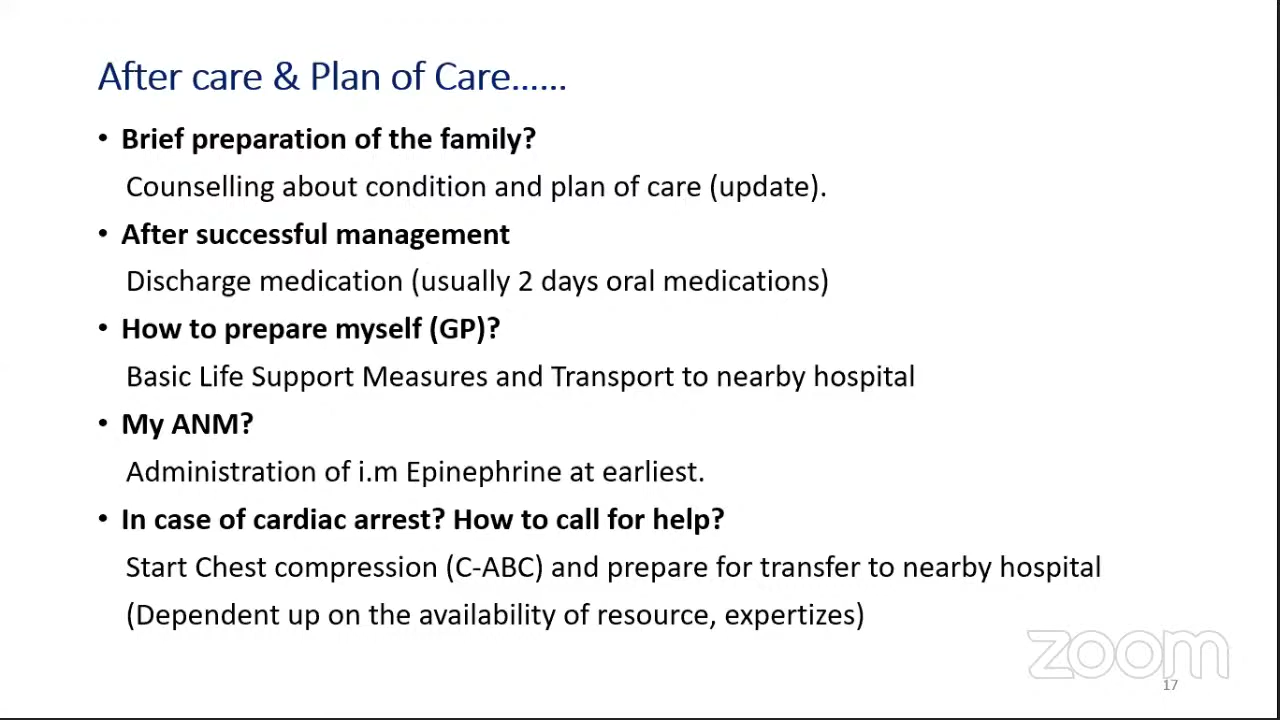 After care & Plan of Care......
• Brief preparation of the family?
Counselling about condition and plan of care (update).
• After successful management
Discharge medication (usually 2 days oral medications)
• How to prepare myself (GP)?
Basic Life Support Measures and Transport to nearby hospital
• My ANM?
Administration of i.m Epinephrine at earliest.
• In case of cardiac arrest? How to call for help?
Start Chest compression (C-ABC) and prepare for transfer to nearby hospital
(Dependent up on the availability of resource, expertizes)
zoom
17